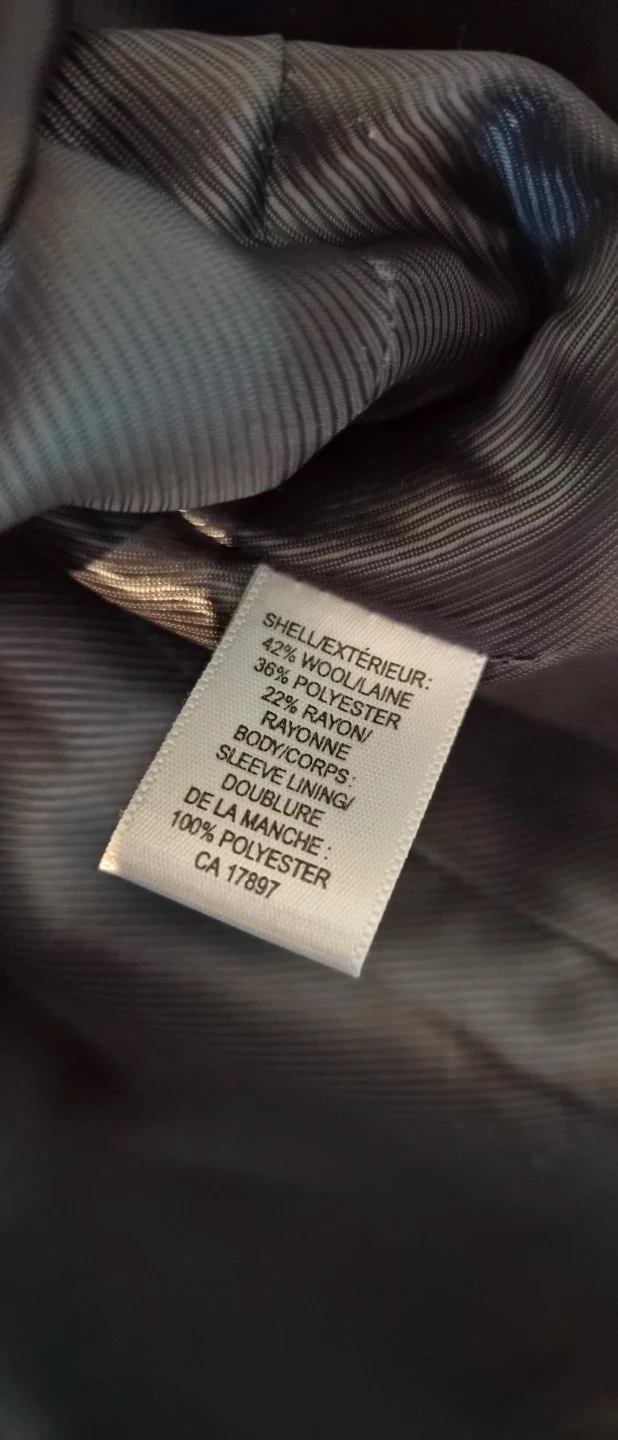 SHELL/EXTÉRIEUR:
42% WOOL/LAINE
36% POLYESTER
22% RAYON/
RAYONNE
BODY/CORPS:
SLEEVE LINING/
DOUBLURE
DE LA MANCHE:
100% POLYESTER
CA 17897